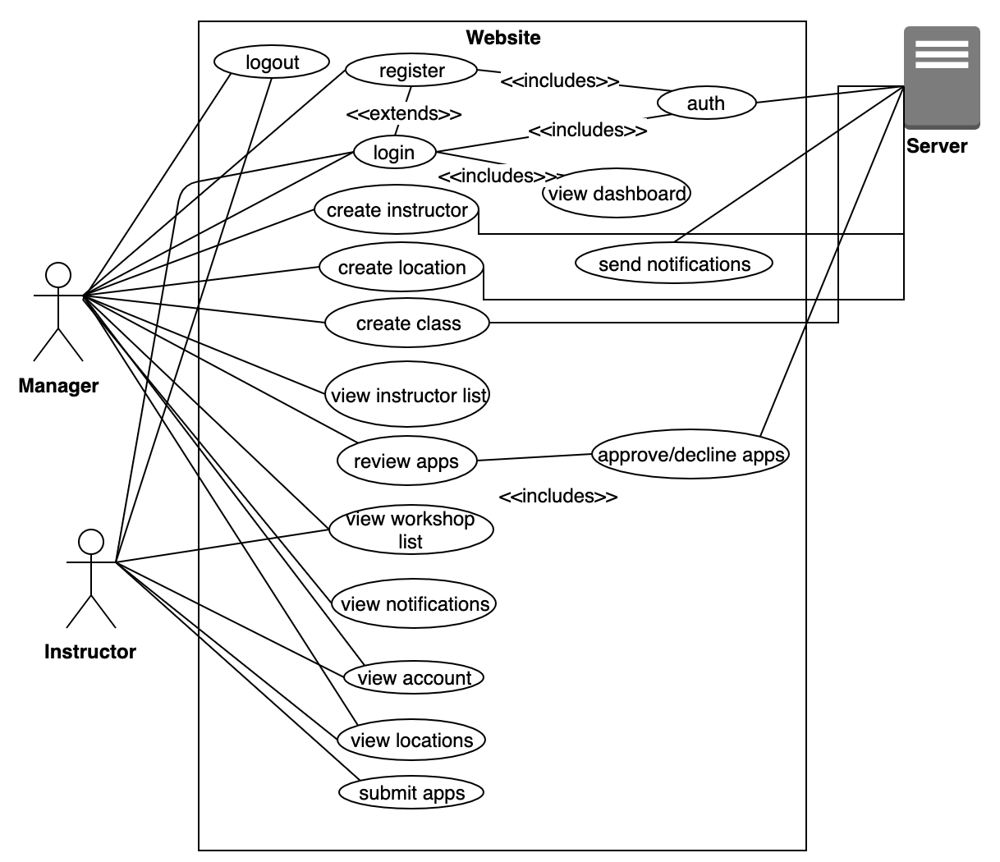 Website
logout
register
<<includes>>
auth
<<extends>>
<<includes>>
login
Server
<<includes>>
view dashboard
create instructor
send notifications
create location
create class
Manager
view instructor list
review apps
approve/decline apps
<<includes>>
view workshop
list
view notifications
Instructor
view account
view locations
submit apps